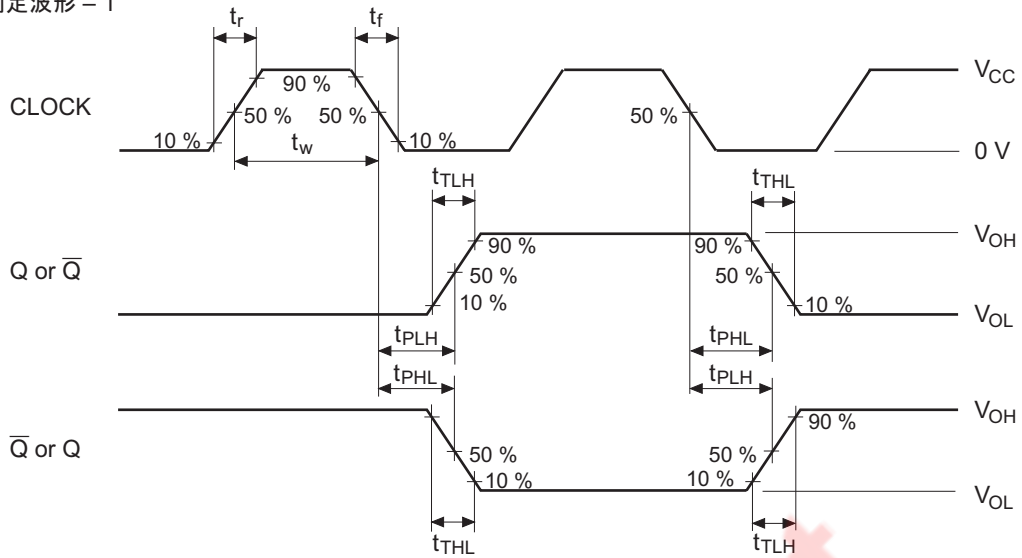 測定波形 – 1
tr tf
CLOCK 90 % VCC
50 % 50 % 50 %
10 % tw 10 % 0 V
tTLH tTHL
Q or Q̅ 90 % 90 % VOH
50 % 50 %
10 % 10 % VOL
tPLH tPHL
tPHL tPLH
Q̅ or Q 90 % VOH
50 % 50 %
10 % 10 % VOL
tTHL tTLH